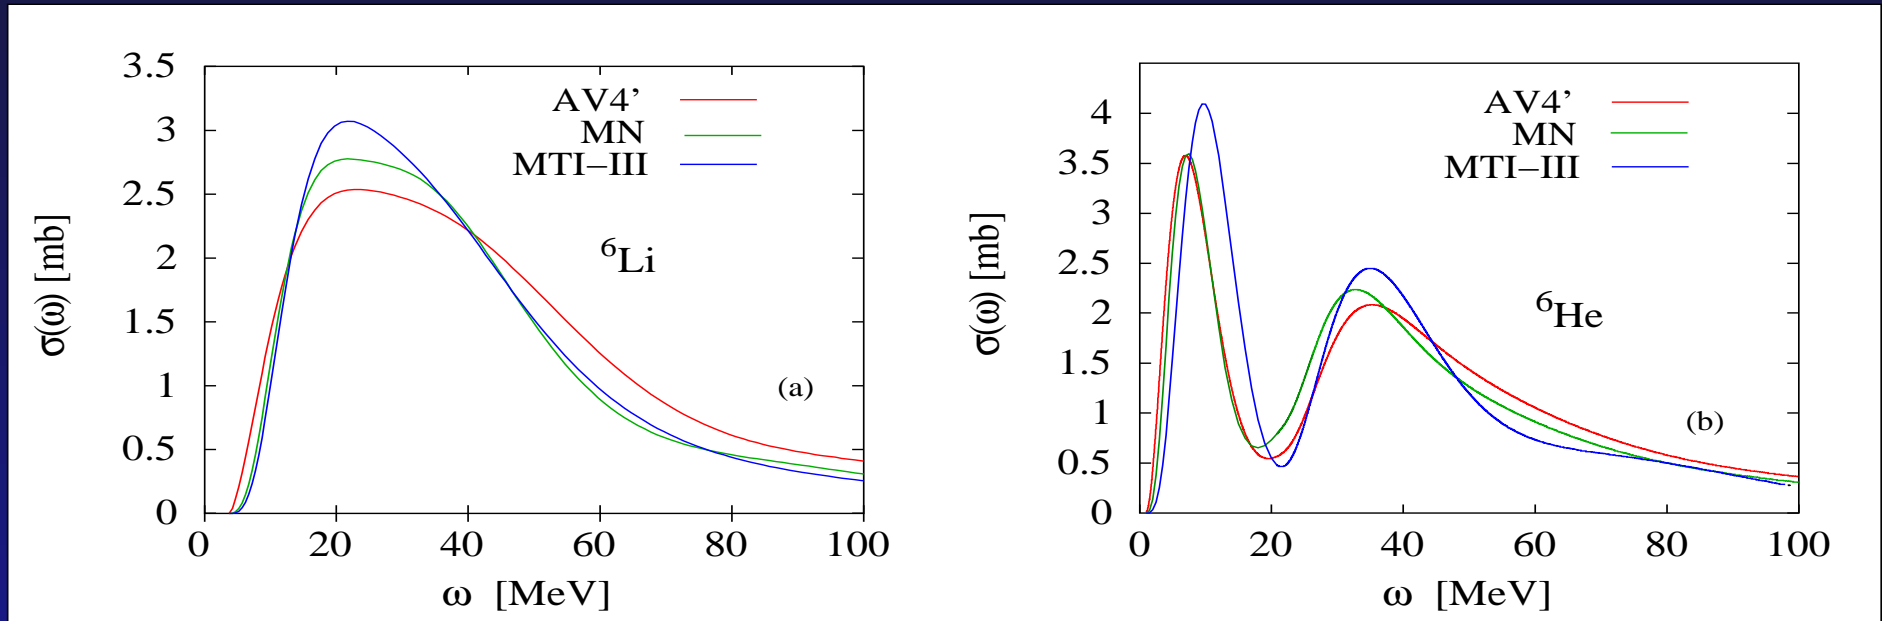 3.5
3
2.5
2
1.5
1
0.5
0
0 20 40 60 80 100
σ(ω) [mb]
ω [MeV]
AV4’
MN
MTI−III
⁶Li
(a)
4
3.5
3
2.5
2
1.5
1
0.5
0
0 20 40 60 80 100
σ(ω) [mb]
ω [MeV]
AV4’
MN
MTI−III
⁶He
(b)